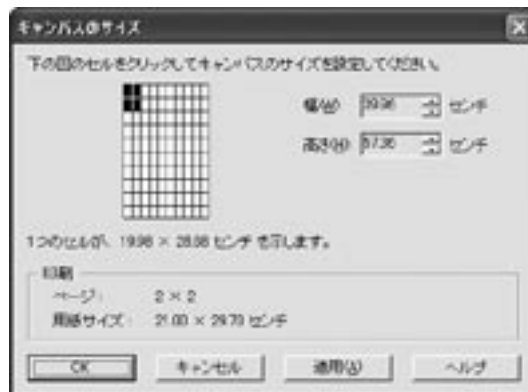 キャンバスのサイズ
下の図のセルをクリックしてキャンバスのサイズを設定してください。
幅(W) 39.96 センチ
高さ(H) 57.36 センチ
1つのセルが、19.98 × 28.68 センチ を示します。
印刷
ページ: 2 × 2
用紙サイズ: 21.00 × 29.70 センチ
OK キャンセル 適用(A) ヘルプ